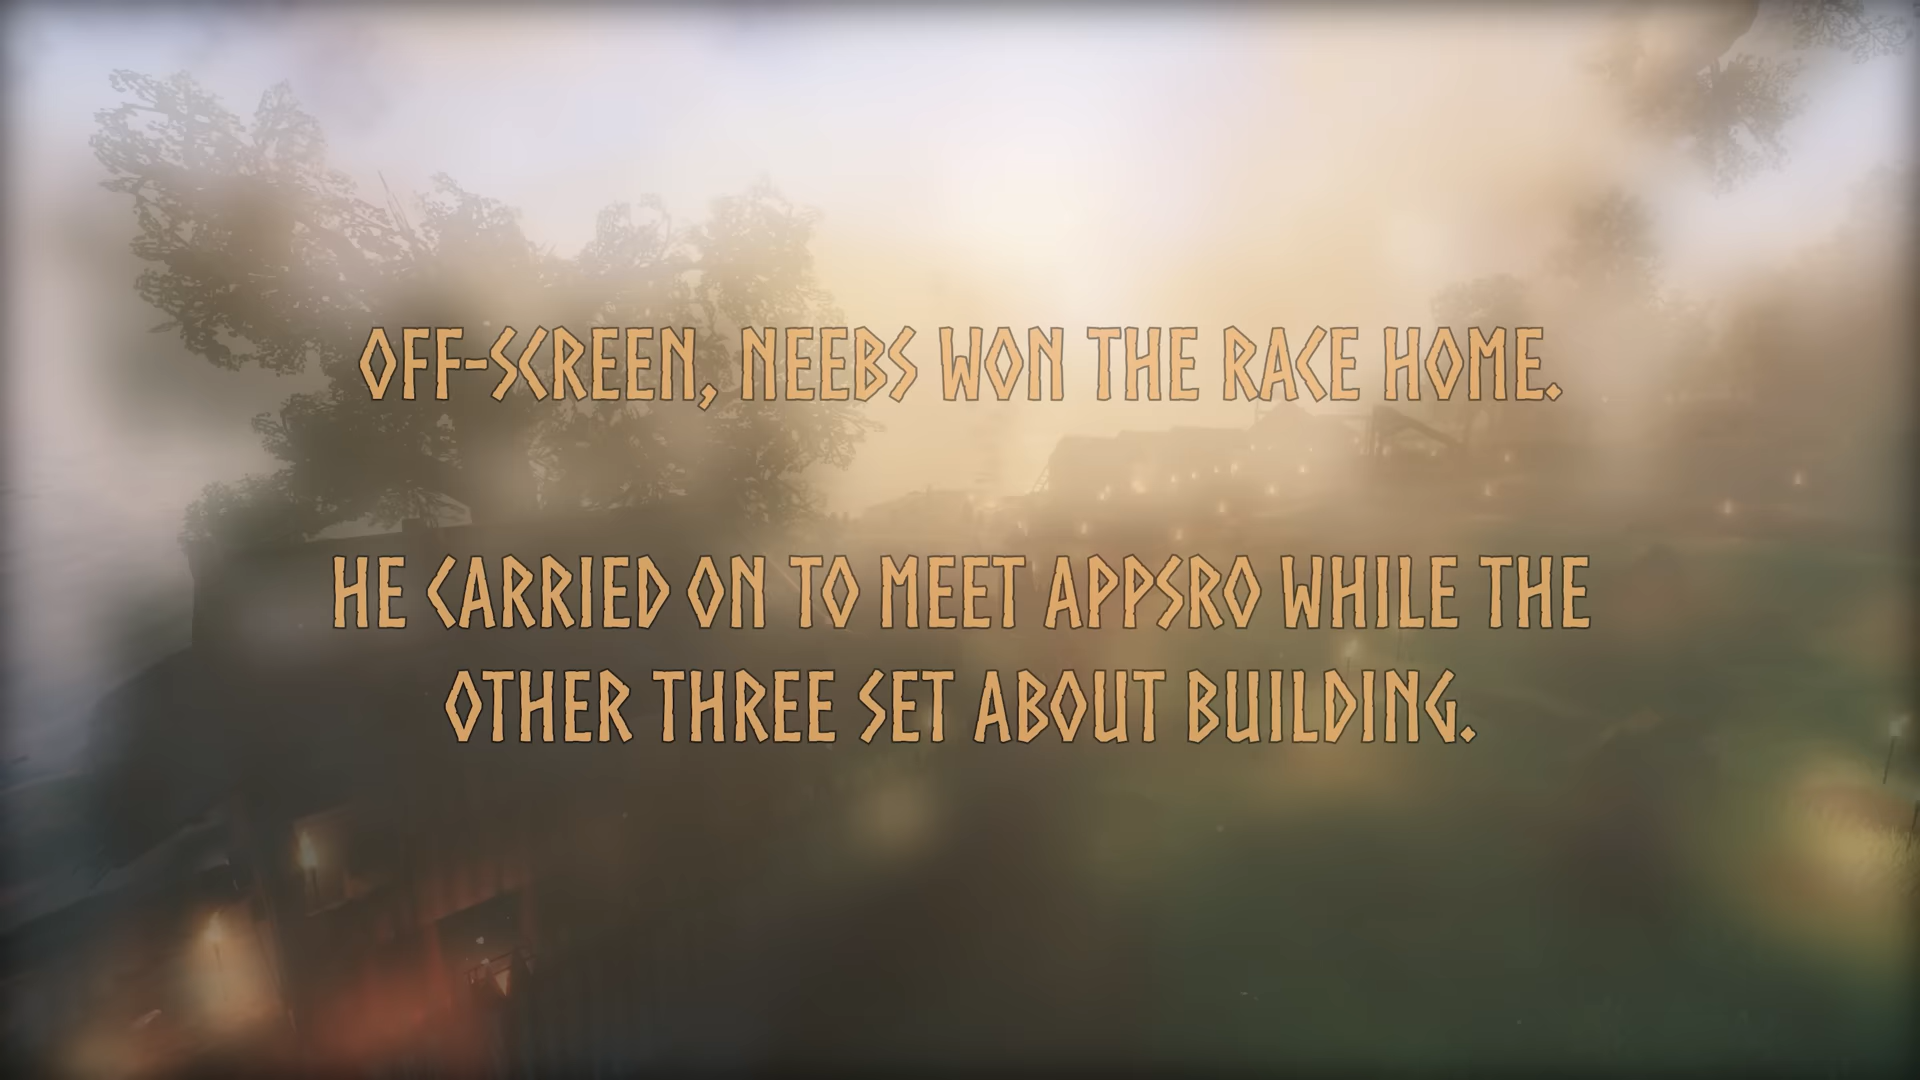 OFF-SCREEN, NEEBS WON THE RACE HOME.
HE CARRIED ON TO MEET APPSRO WHILE THE
OTHER THREE SET ABOUT BUILDING.